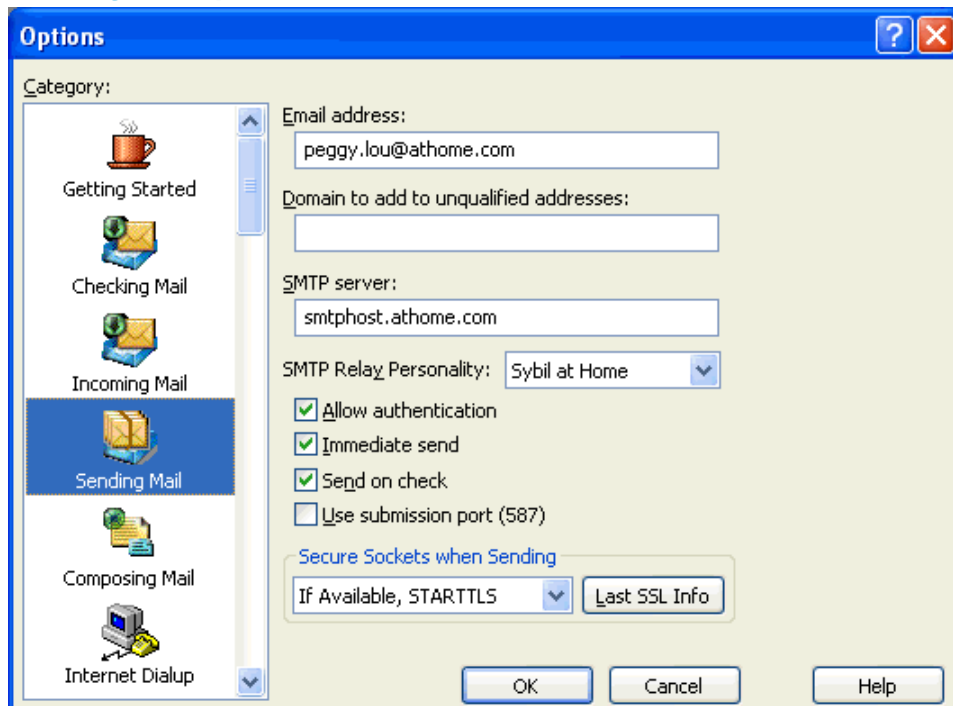 Options
Category:
Getting Started
Checking Mail
Incoming Mail
Sending Mail
Composing Mail
Internet Dialup
Email address:
peggy.lou@athome.com
Domain to add to unqualified addresses:
SMTP server:
smtphost.athome.com
SMTP Relay Personality: Sybil at Home
Allow authentication
Immediate send
Send on check
Use submission port (587)
Secure Sockets when Sending
If Available, STARTTLS Last SSL Info
OK Cancel Help